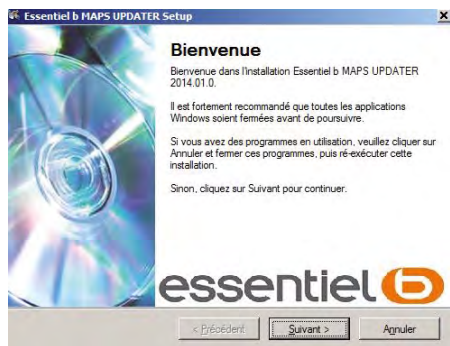 Essentiel b MAPS UPDATER Setup
Bienvenue
Bienvenue dans l'installation Essentiel b MAPS UPDATER
2014.01.0.
Il est fortement recommandé que toutes les applications
Windows soient fermées avant de poursuivre.
Si vous avez des programmes en utilisation, veuillez cliquer sur
Annuler et fermer ces programmes, puis ré-exécuter cette
installation.
Sinon, cliquez sur Suivant pour continuer.
essentiel b
< Précédent
Suivant >
Annuler